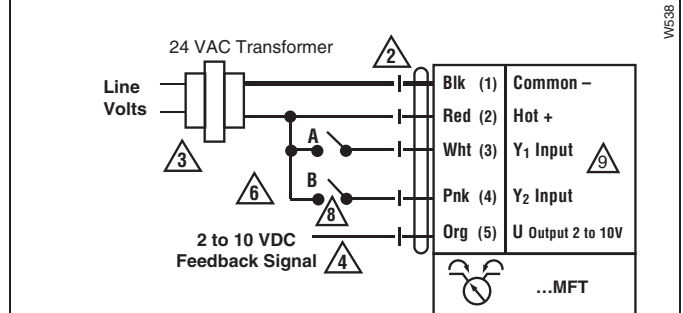 W538
24 VAC Transformer
2
Line
Volts
3
Blk (1) Common –
Red (2) Hot +
A
Wht (3) Y1 Input
9
6
B
8
Pnk (4) Y2 Input
Org (5) U Output 2 to 10V
2 to 10 VDC
Feedback Signal
4
...MFT